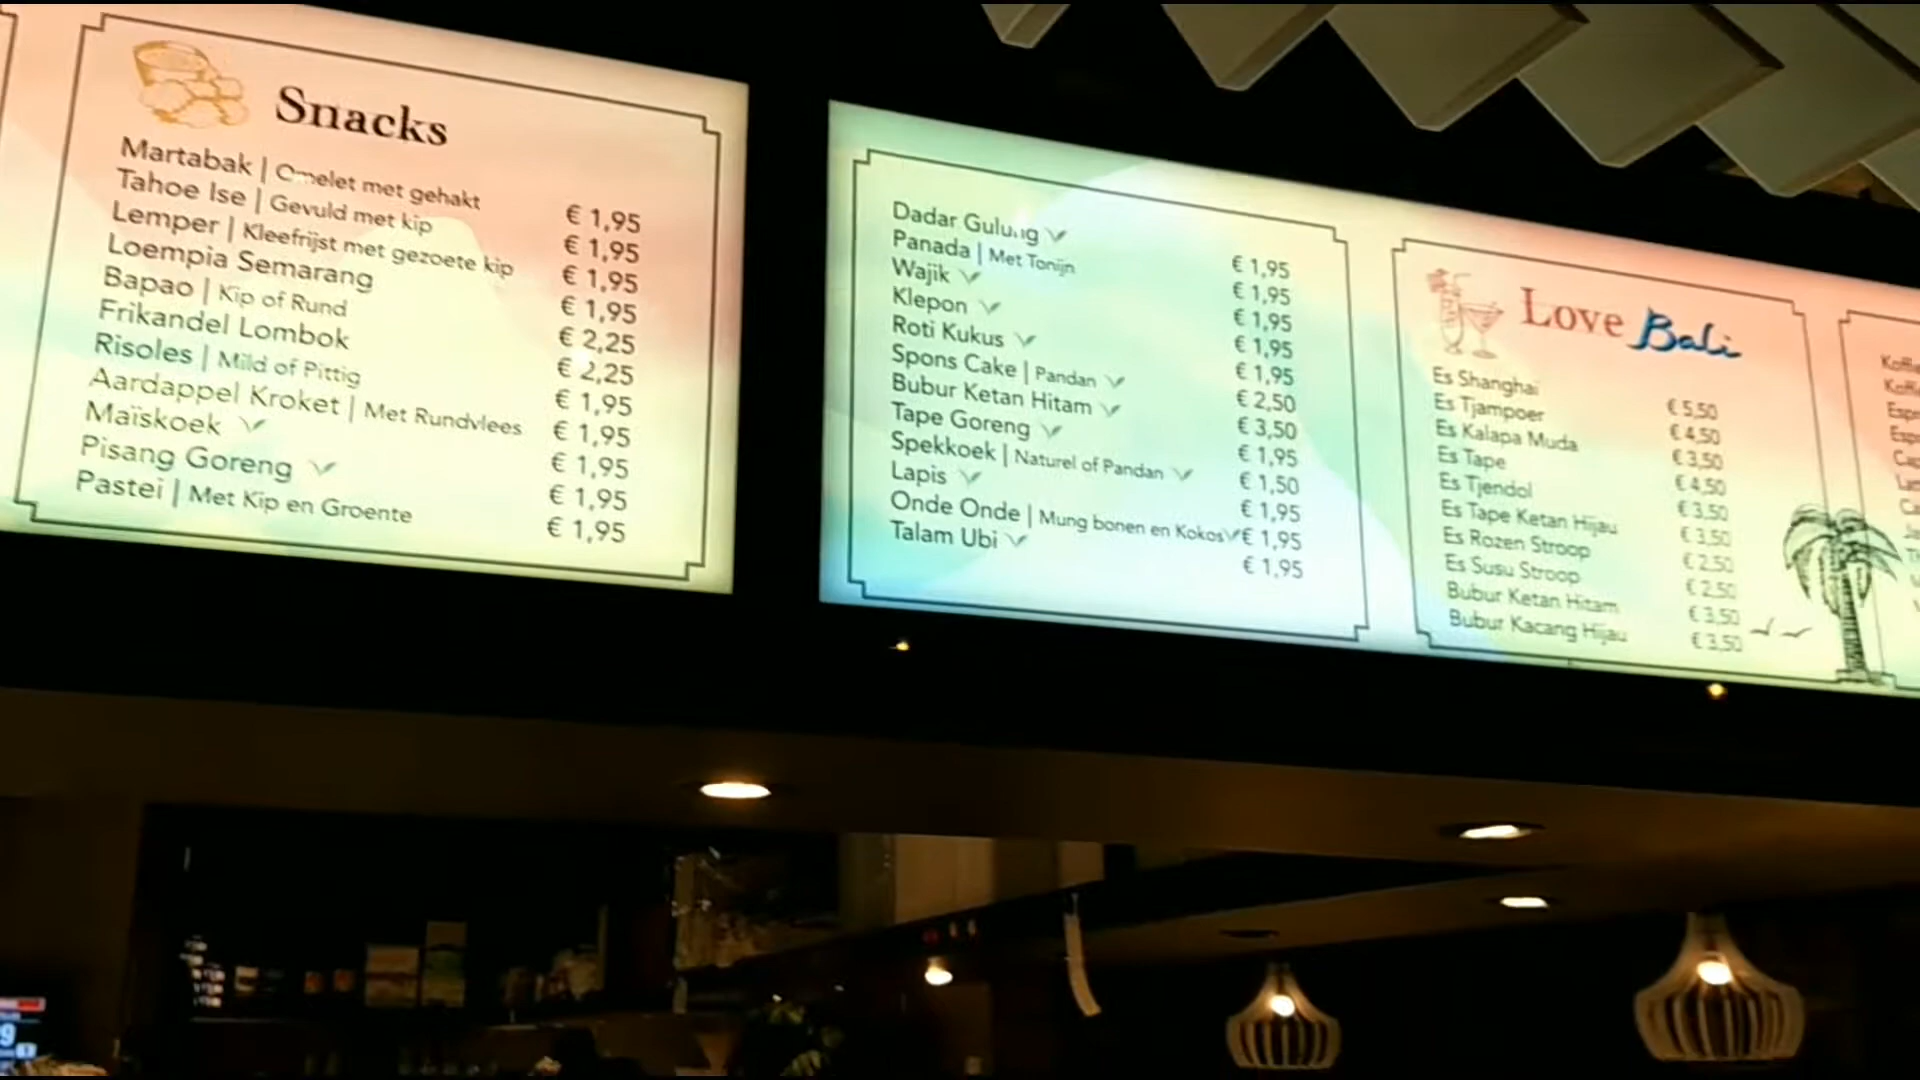 Snacks
Martabak | Omelet met gehakt € 1,95
Tahoe Ise | Gevuld met kip € 1,95
Lemper | Kleefrijst met gezoete kip € 1,95
Loempia Semarang € 1,95
Bapao | Kip of Rund € 2,25
Frikandel Lombok € 2,25
Risoles | Mild of Pittig € 1,95
Aardappel Kroket | Met Rundvlees € 1,95
Maïskoek € 1,95
Pisang Goreng € 1,95
Pastei | Met Kip en Groente € 1,95
Dadar Gulung € 1,95
Panada | Met Tonijn € 1,95
Wajik € 1,95
Klepon € 1,95
Roti Kukus € 1,95
Spons Cake | Pandan € 2,50
Bubur Ketan Hitam € 3,50
Tape Goreng € 1,95
Spekkoek | Naturel of Pandan € 1,50
Lapis € 1,95
Onde Onde | Mung bonen en Kokos € 1,95
Talam Ubi € 1,95
Love Bali
Es Shanghai € 5,50
Es Tjampoer € 4,50
Es Kalapa Muda € 3,50
Es Tape € 4,50
Es Tjendol € 3,50
Es Tape Ketan Hijau € 3,50
Es Rozen Stroop € 2,50
Es Susu Stroop € 2,50
Bubur Ketan Hitam € 3,50
Bubur Kacang Hijau € 3,50